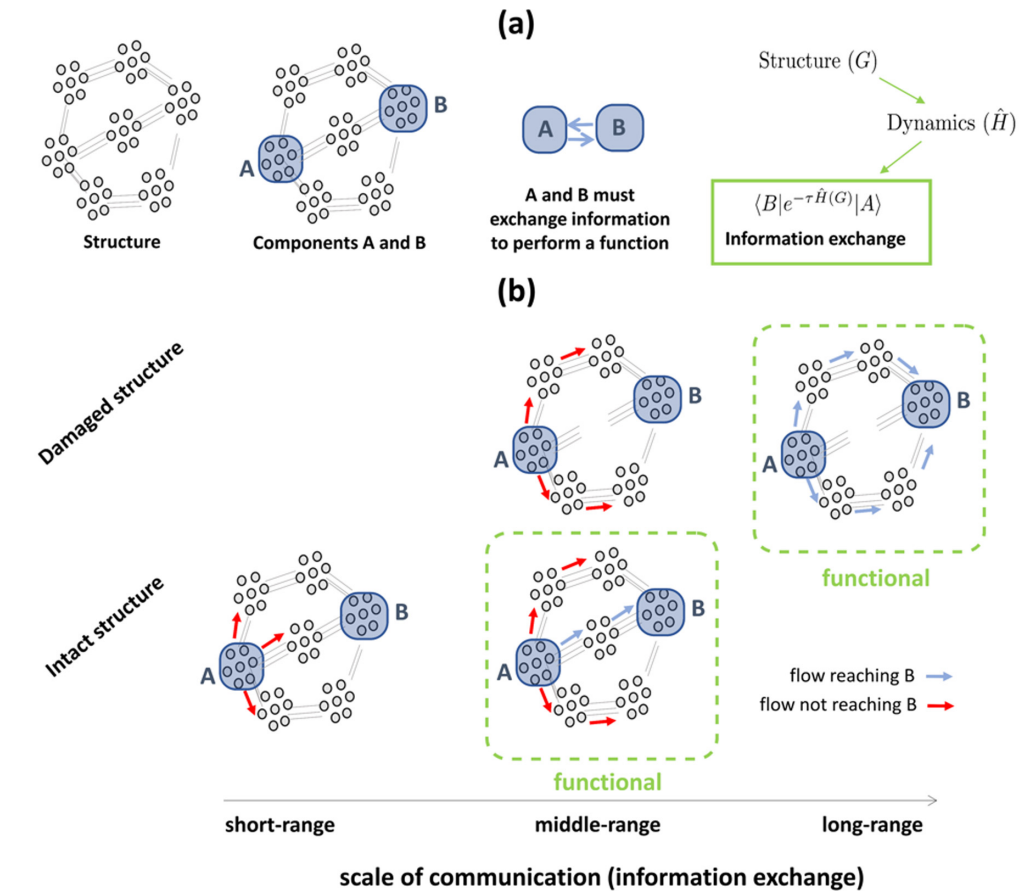 (a)
Structure (G)
Dynamics (Ĥ)
⟨B|e^{-τĤ(G)}|A⟩
Information exchange
A
B
A
B
A and B must
exchange information
to perform a function
Structure
Components A and B
(b)
Damaged structure
A
B
A
B
functional
Intact structure
A
B
A
B
functional
flow reaching B
flow not reaching B
short-range
middle-range
long-range
scale of communication (information exchange)